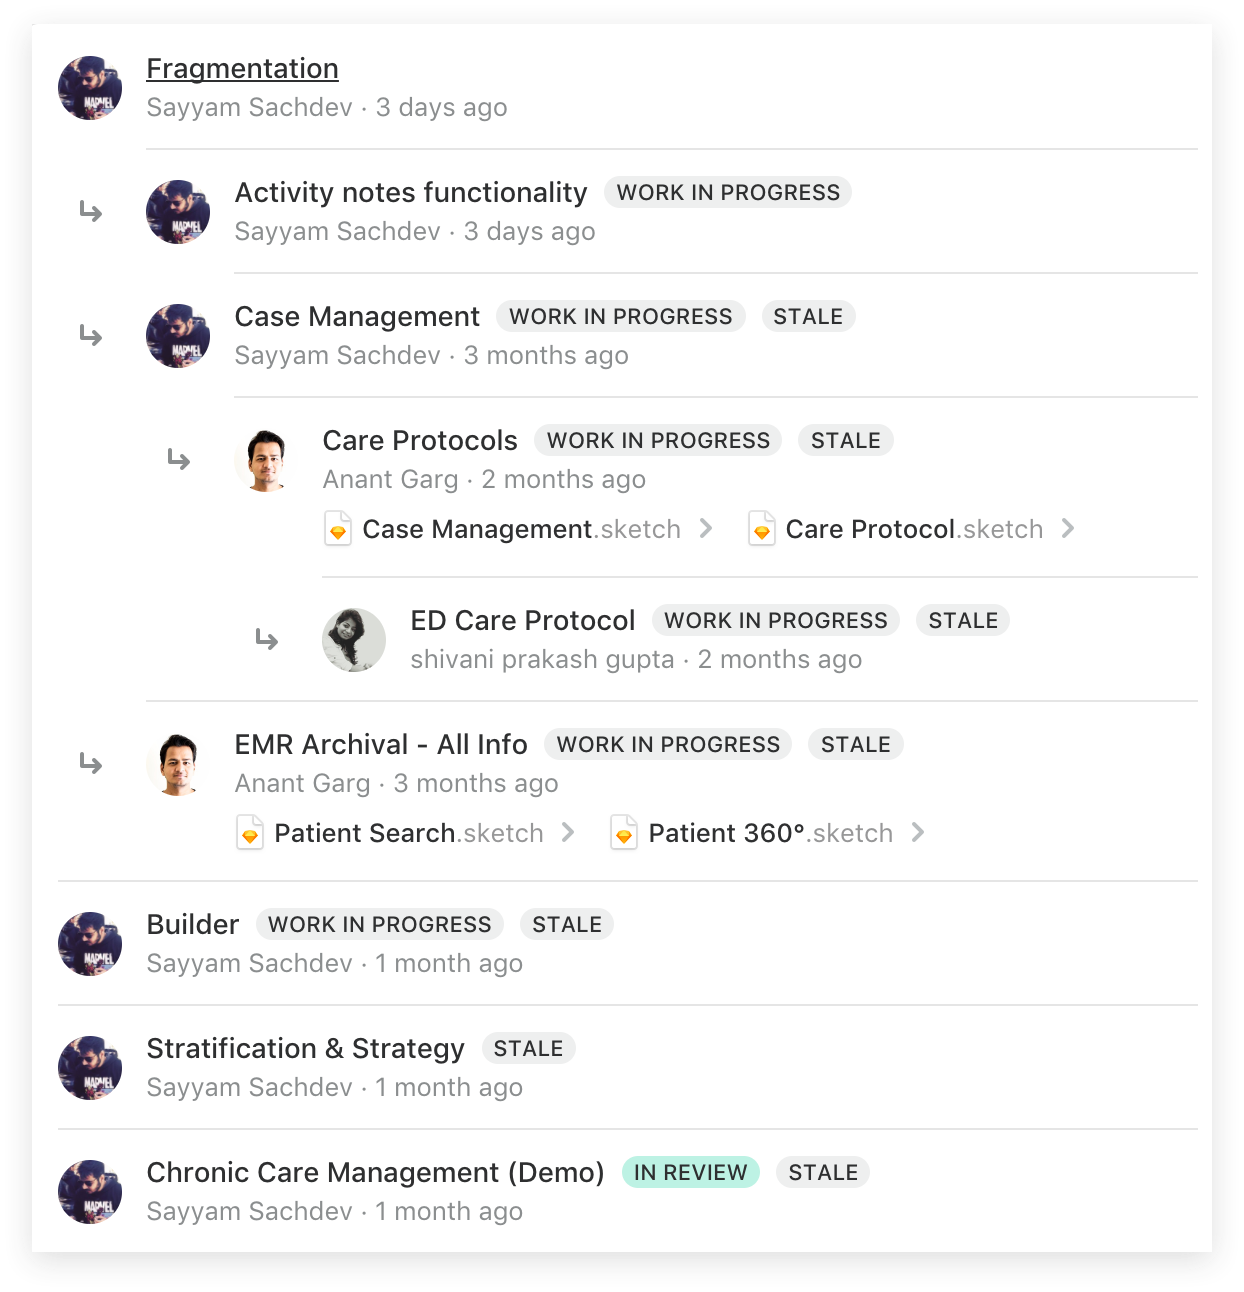 Fragmentation
Sayyam Sachdev · 3 days ago
Activity notes functionality WORK IN PROGRESS
Sayyam Sachdev · 3 days ago
Case Management WORK IN PROGRESS STALE
Sayyam Sachdev · 3 months ago
Care Protocols WORK IN PROGRESS STALE
Anant Garg · 2 months ago
Case Management.sketch Care Protocol.sketch
ED Care Protocol WORK IN PROGRESS STALE
shivani prakash gupta · 2 months ago
EMR Archival - All Info WORK IN PROGRESS STALE
Anant Garg · 3 months ago
Patient Search.sketch Patient 360°.sketch
Builder WORK IN PROGRESS STALE
Sayyam Sachdev · 1 month ago
Stratification & Strategy STALE
Sayyam Sachdev · 1 month ago
Chronic Care Management (Demo) IN REVIEW STALE
Sayyam Sachdev · 1 month ago